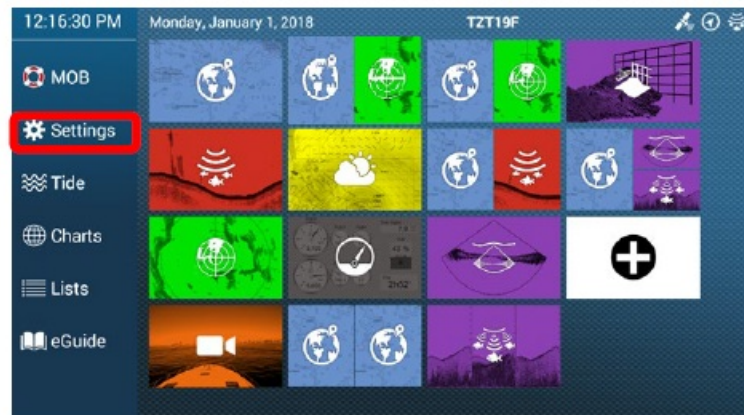 12:16:30 PM
Monday, January 1, 2018
TZT19F
MOB
Settings
Tide
Charts
Lists
eGuide